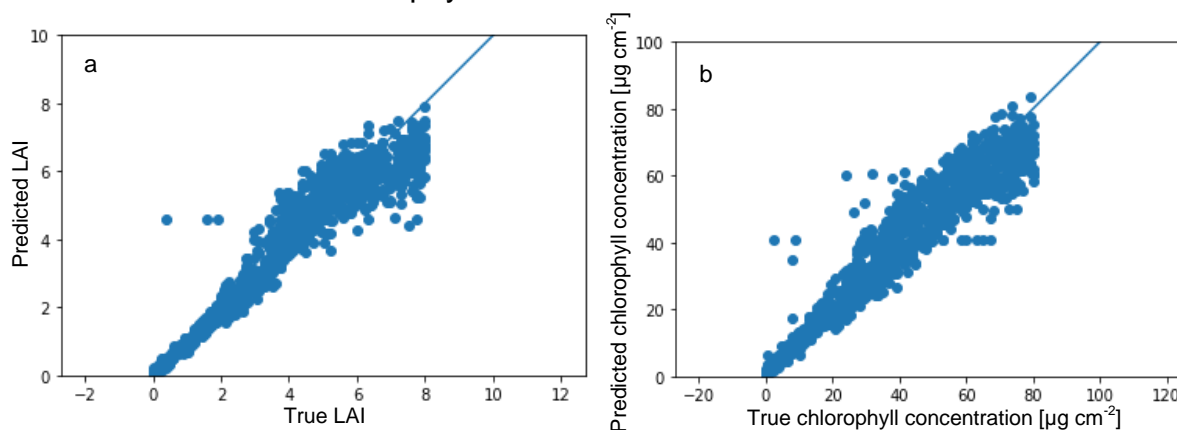 a
10
8
6
4
2
0
Predicted LAI
−2 0 2 4 6 8 10 12
True LAI
b
100
80
60
40
20
0
Predicted chlorophyll concentration [µg cm-2]
−20 0 20 40 60 80 100 120
True chlorophyll concentration [µg cm-2]